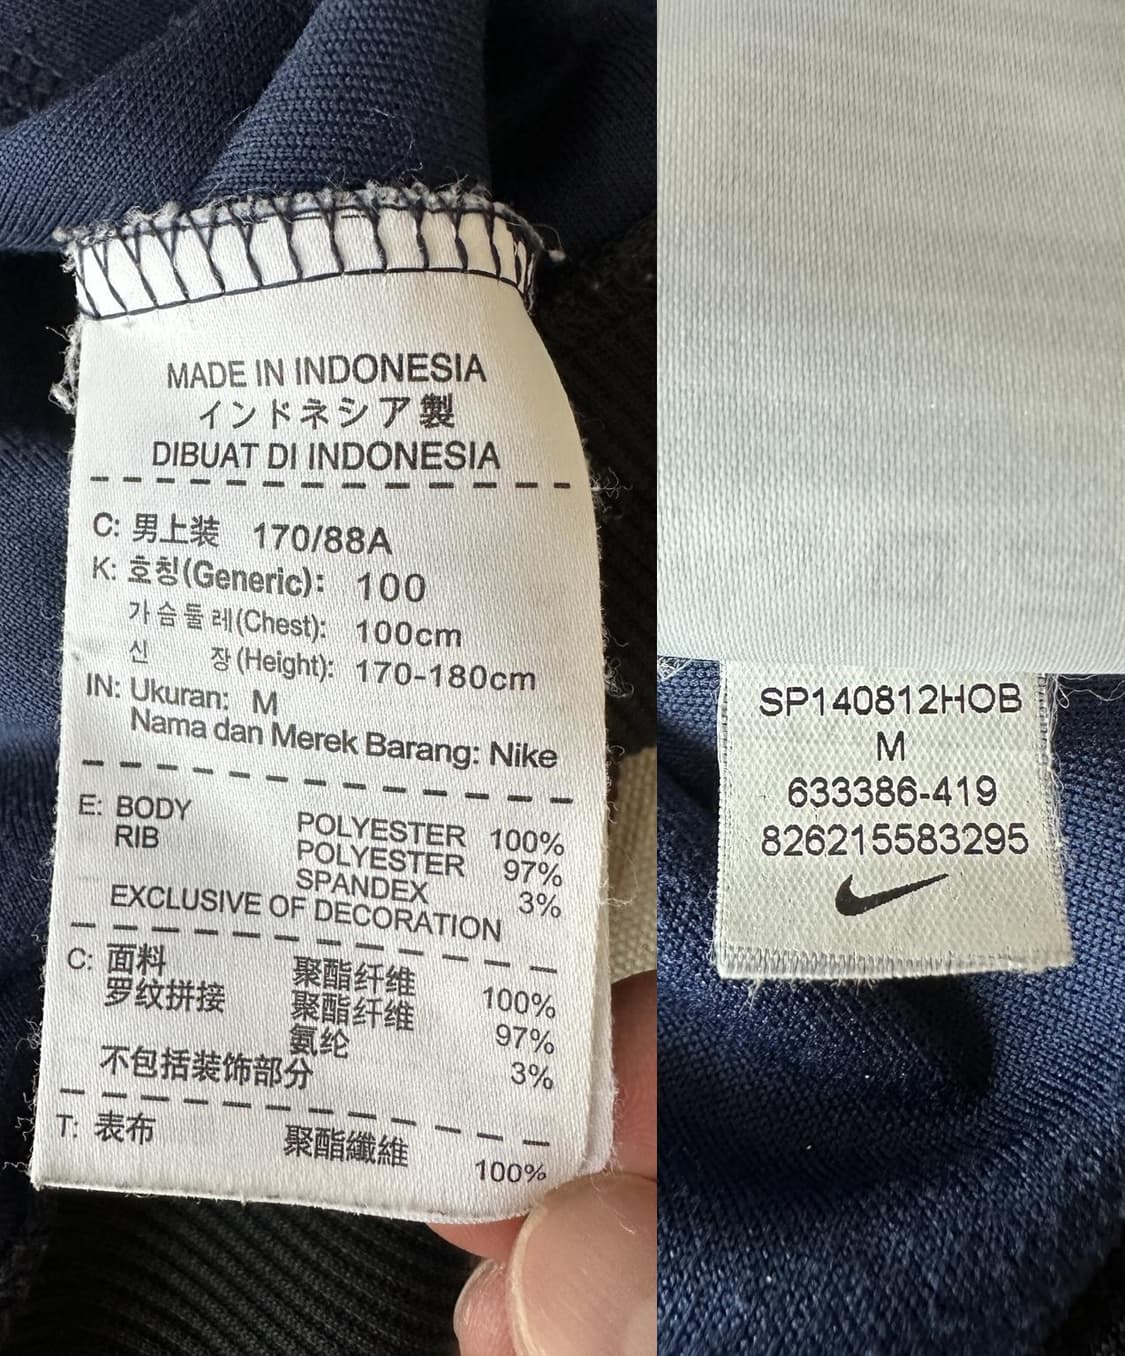 MADE IN INDONESIA
インドネシア製
DIBUAT DI INDONESIA
C: 男上装 170/88A
K: 호칭(Generic): 100
가슴둘레(Chest): 100cm
신 장(Height): 170-180cm
IN: Ukuran: M
Nama dan Merek Barang: Nike
E: BODY POLYESTER 100%
RIB POLYESTER 97%
SPANDEX 3%
EXCLUSIVE OF DECORATION
C: 面料 聚酯纤维 100%
罗纹拼接 聚酯纤维 97%
氨纶 3%
不包括装饰部分
T: 表布 聚酯纖維 100%
SP140812HOB
M
633386-419
826215583295